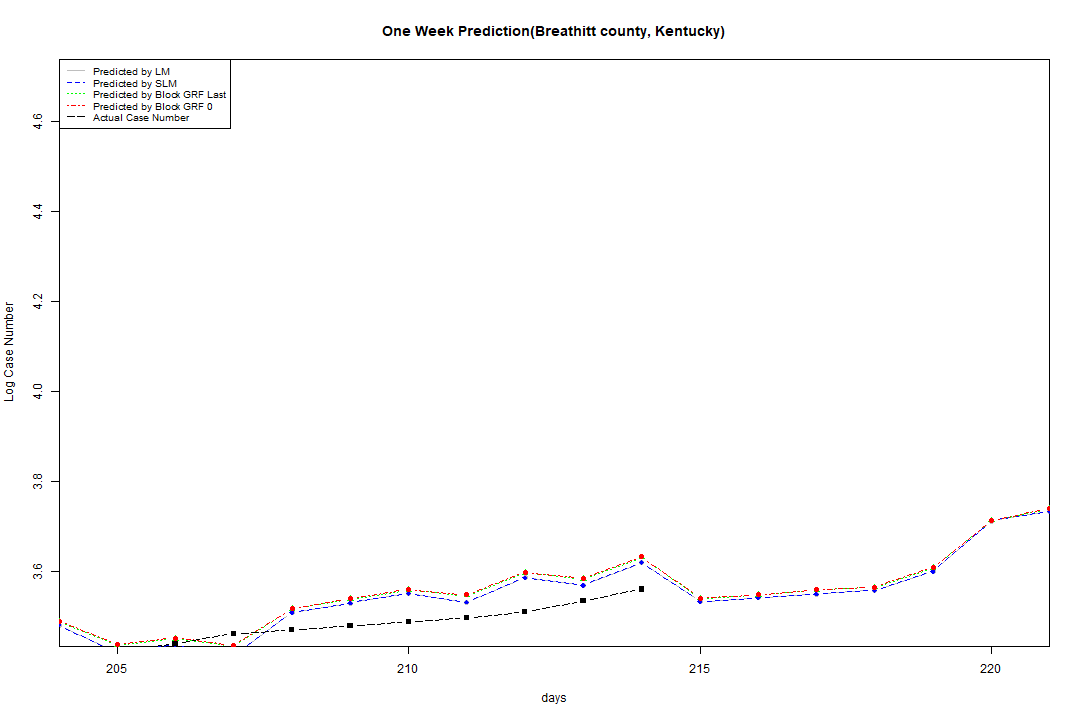 One Week Prediction(Breathitt county, Kentucky)
Predicted by LM
Predicted by SLM
Predicted by Block GRF Last
Predicted by Block GRF 0
Actual Case Number
4.6
4.4
4.2
4.0
3.8
3.6
Log Case Number
205 210 215 220
days